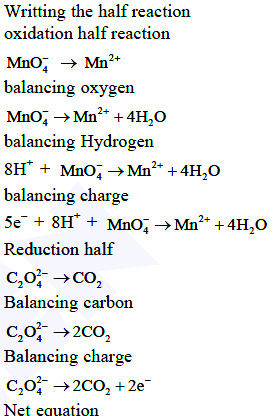 Writting the half reaction
oxidation half reaction
MnO₄⁻ → Mn²⁺
balancing oxygen
MnO₄⁻ → Mn²⁺ + 4H₂O
balancing Hydrogen
8H⁺ + MnO₄⁻ → Mn²⁺ + 4H₂O
balancing charge
5e⁻ + 8H⁺ + MnO₄⁻ → Mn²⁺ + 4H₂O
Reduction half
C₂O₄²⁻ → CO₂
Balancing carbon
C₂O₄²⁻ → 2CO₂
Balancing charge
C₂O₄²⁻ → 2CO₂ + 2e⁻
Net equation